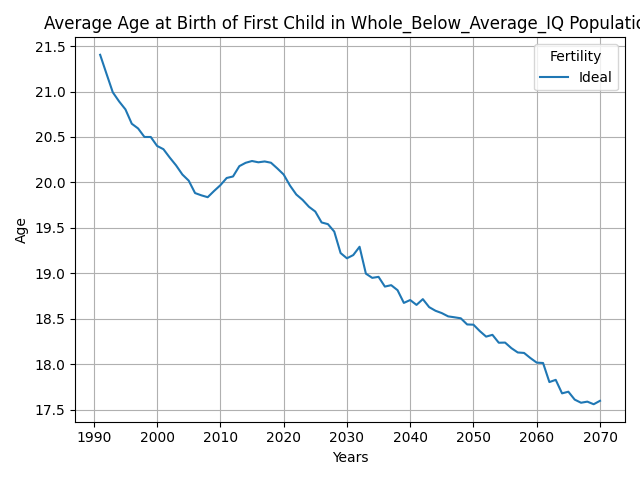 Average Age at Birth of First Child in Whole_Below_Average_IQ Populatio
21.5
21.0
20.5
20.0
19.5
19.0
18.5
18.0
17.5
Age
Fertility
Ideal
1990 2000 2010 2020 2030 2040 2050 2060 2070
Years